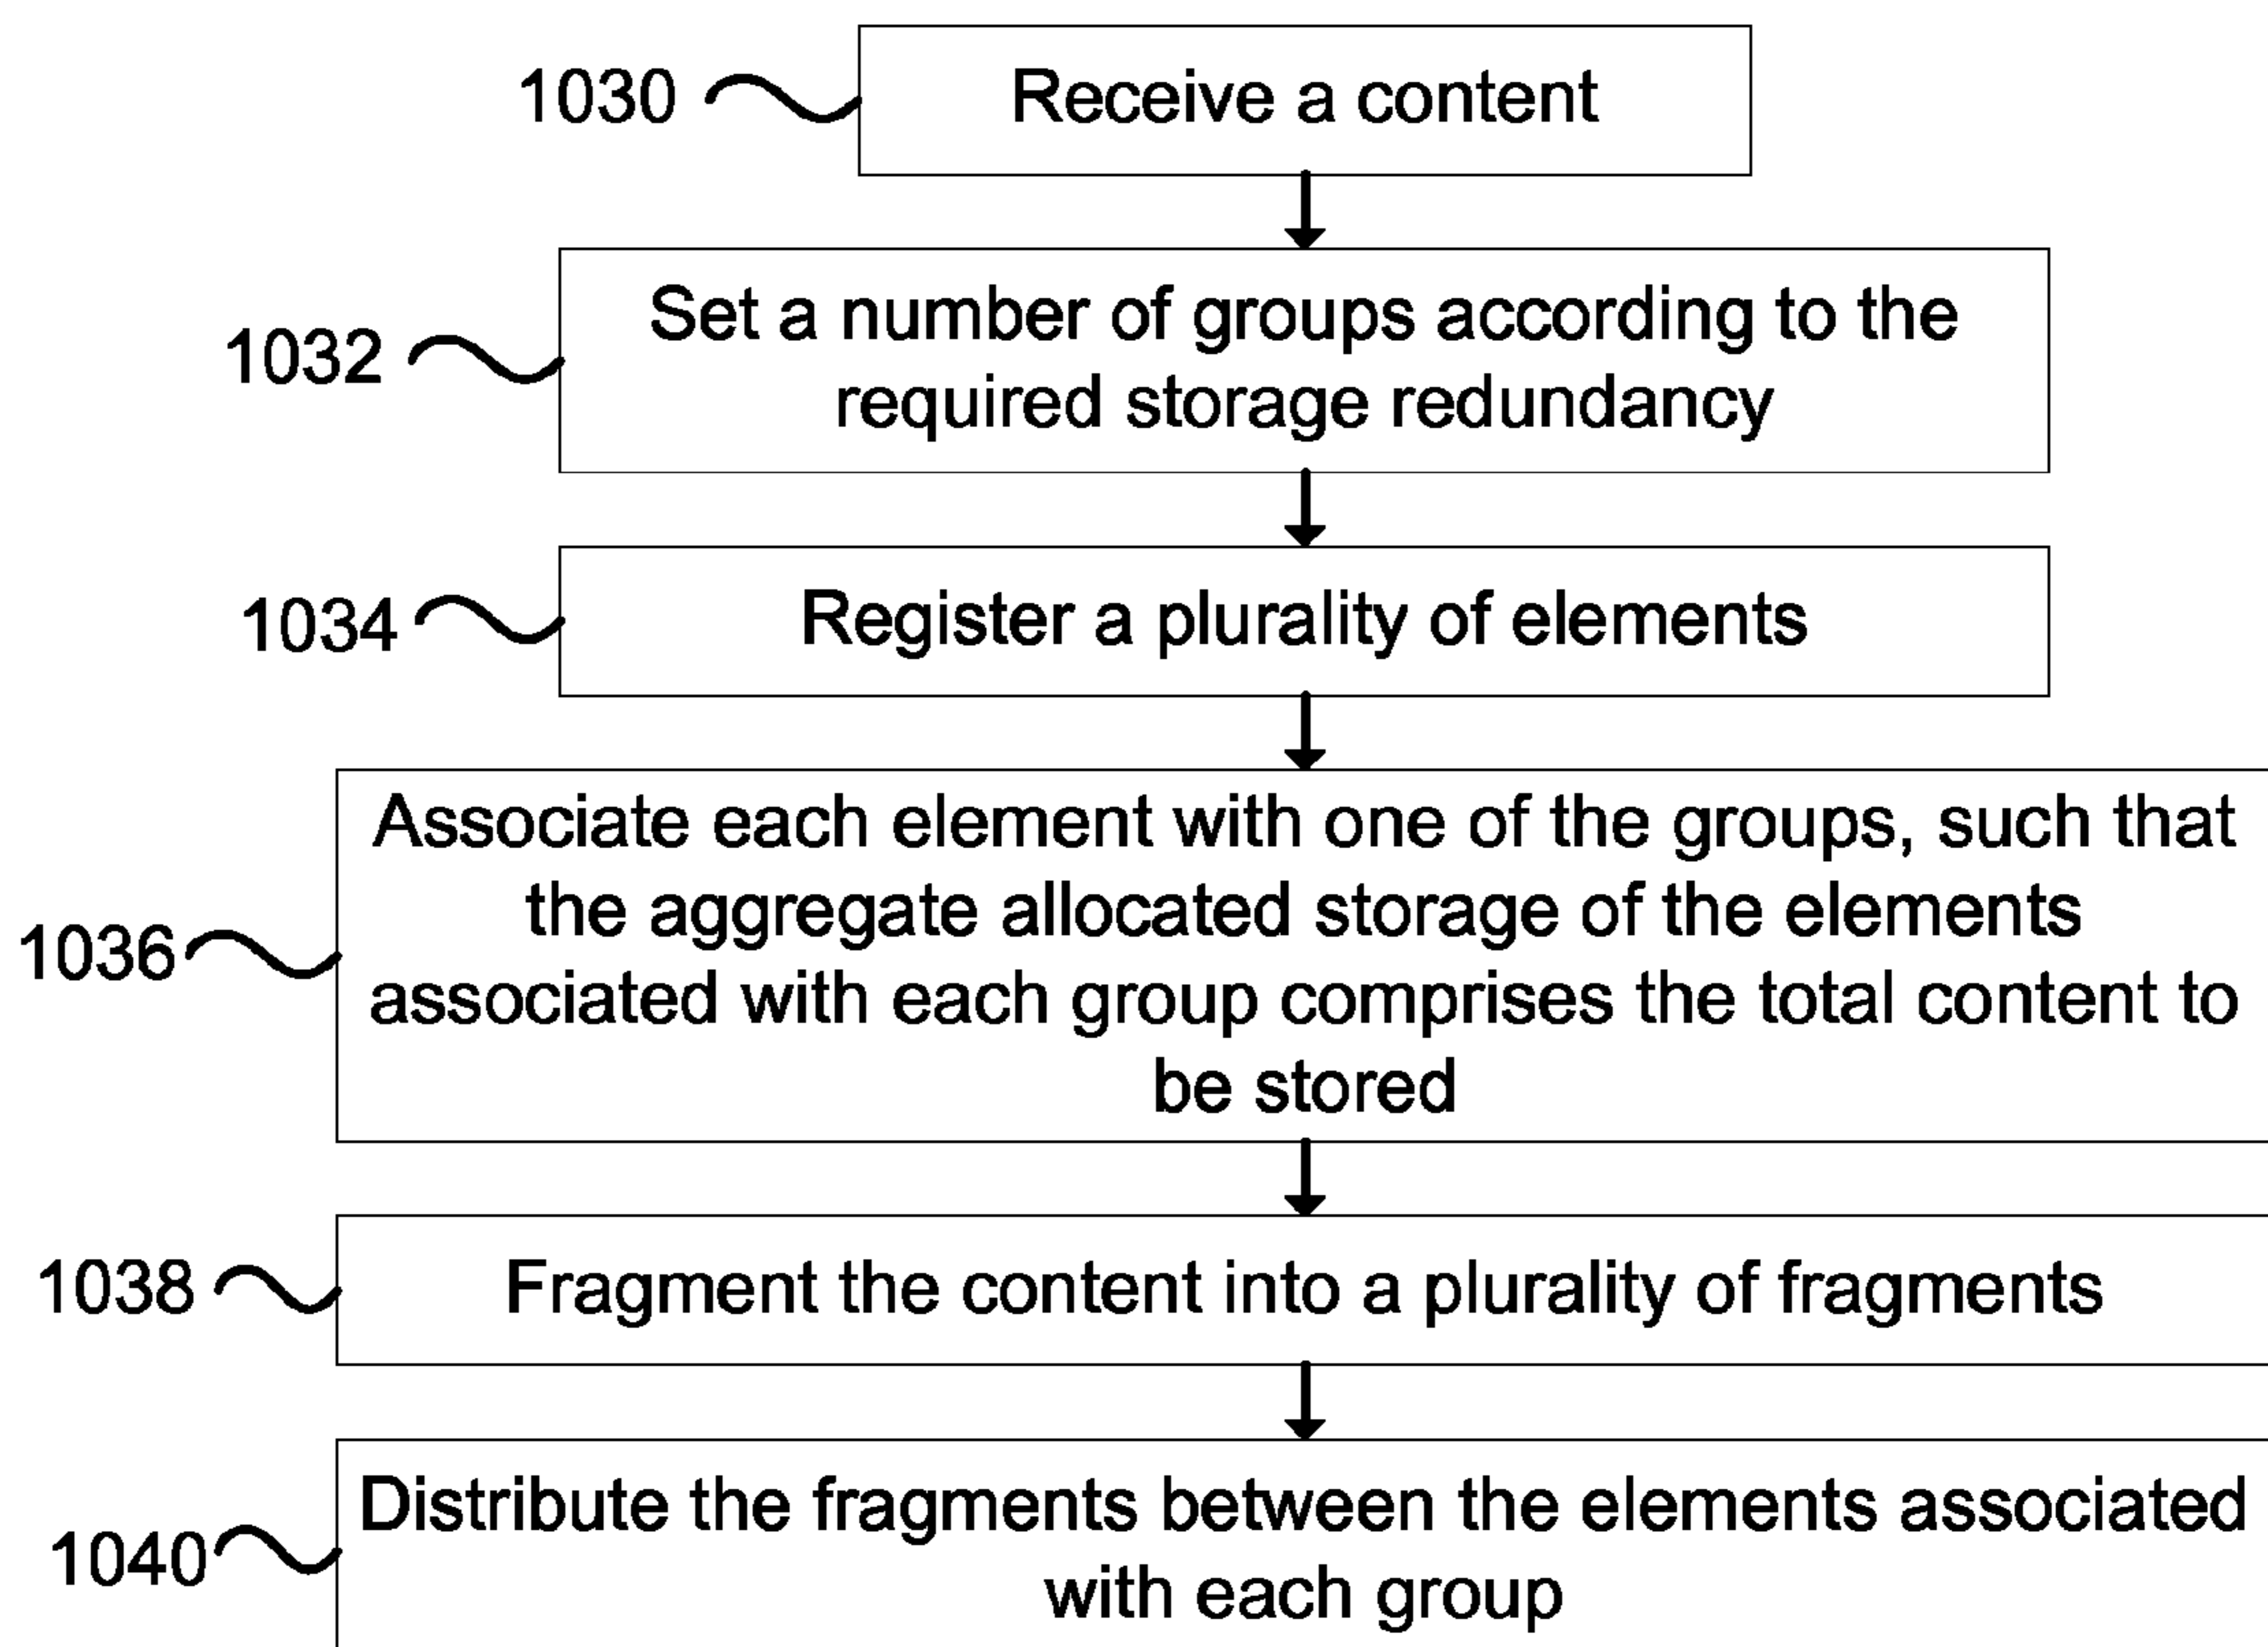 1030
Receive a content
1032
Set a number of groups according to the
required storage redundancy
1034
Register a plurality of elements
1036
Associate each element with one of the groups, such that
the aggregate allocated storage of the elements
associated with each group comprises the total content to
be stored
1038
Fragment the content into a plurality of fragments
1040
Distribute the fragments between the elements associated
with each group